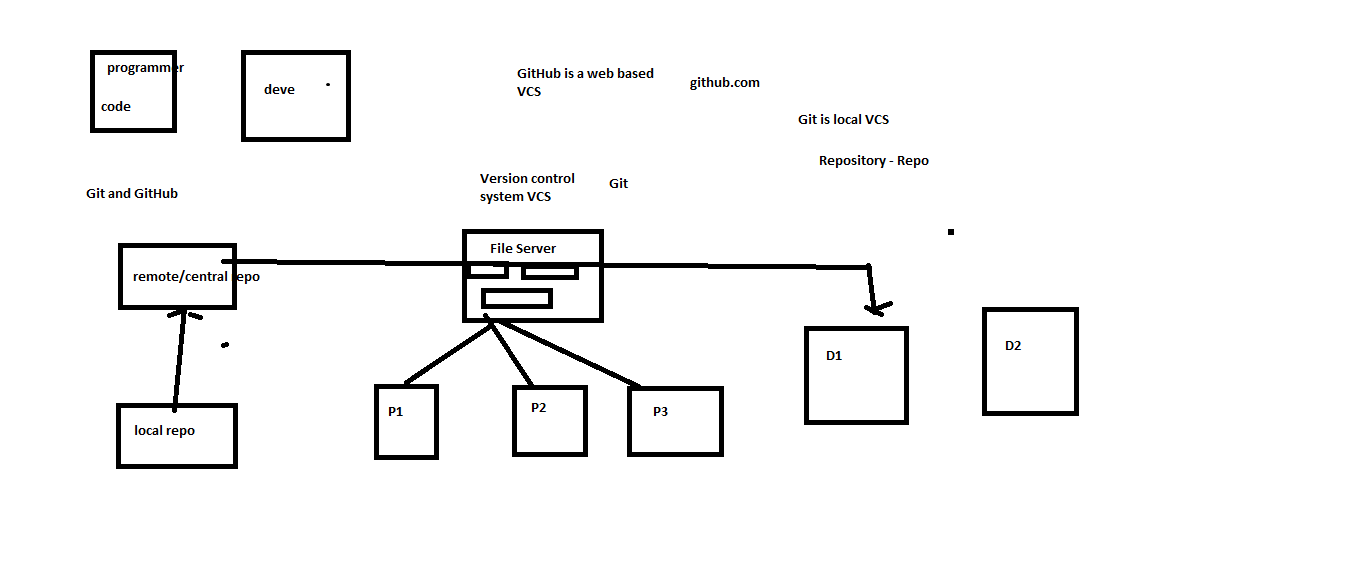 programmer
code
deve
GitHub is a web based
VCS
github.com
Git is local VCS
Repository - Repo
Git and GitHub
Version control
system VCS
Git
File Server
remote/central repo
local repo
P1
P2
P3
D1
D2